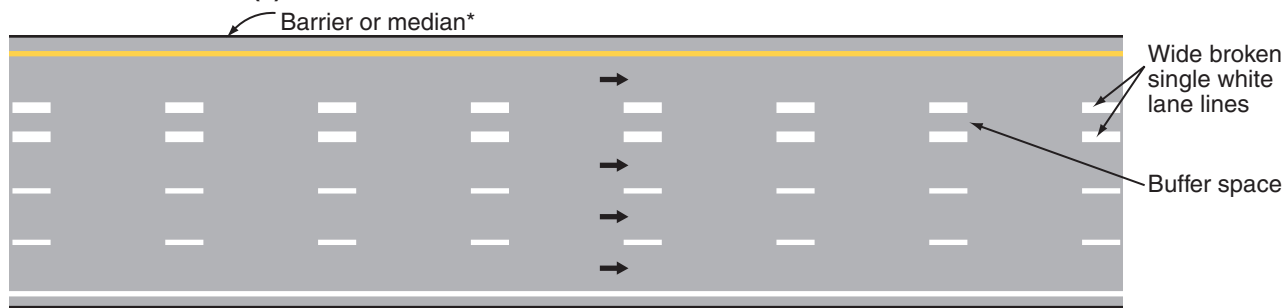 Barrier or median*
Wide broken
single white
lane lines
Buffer space